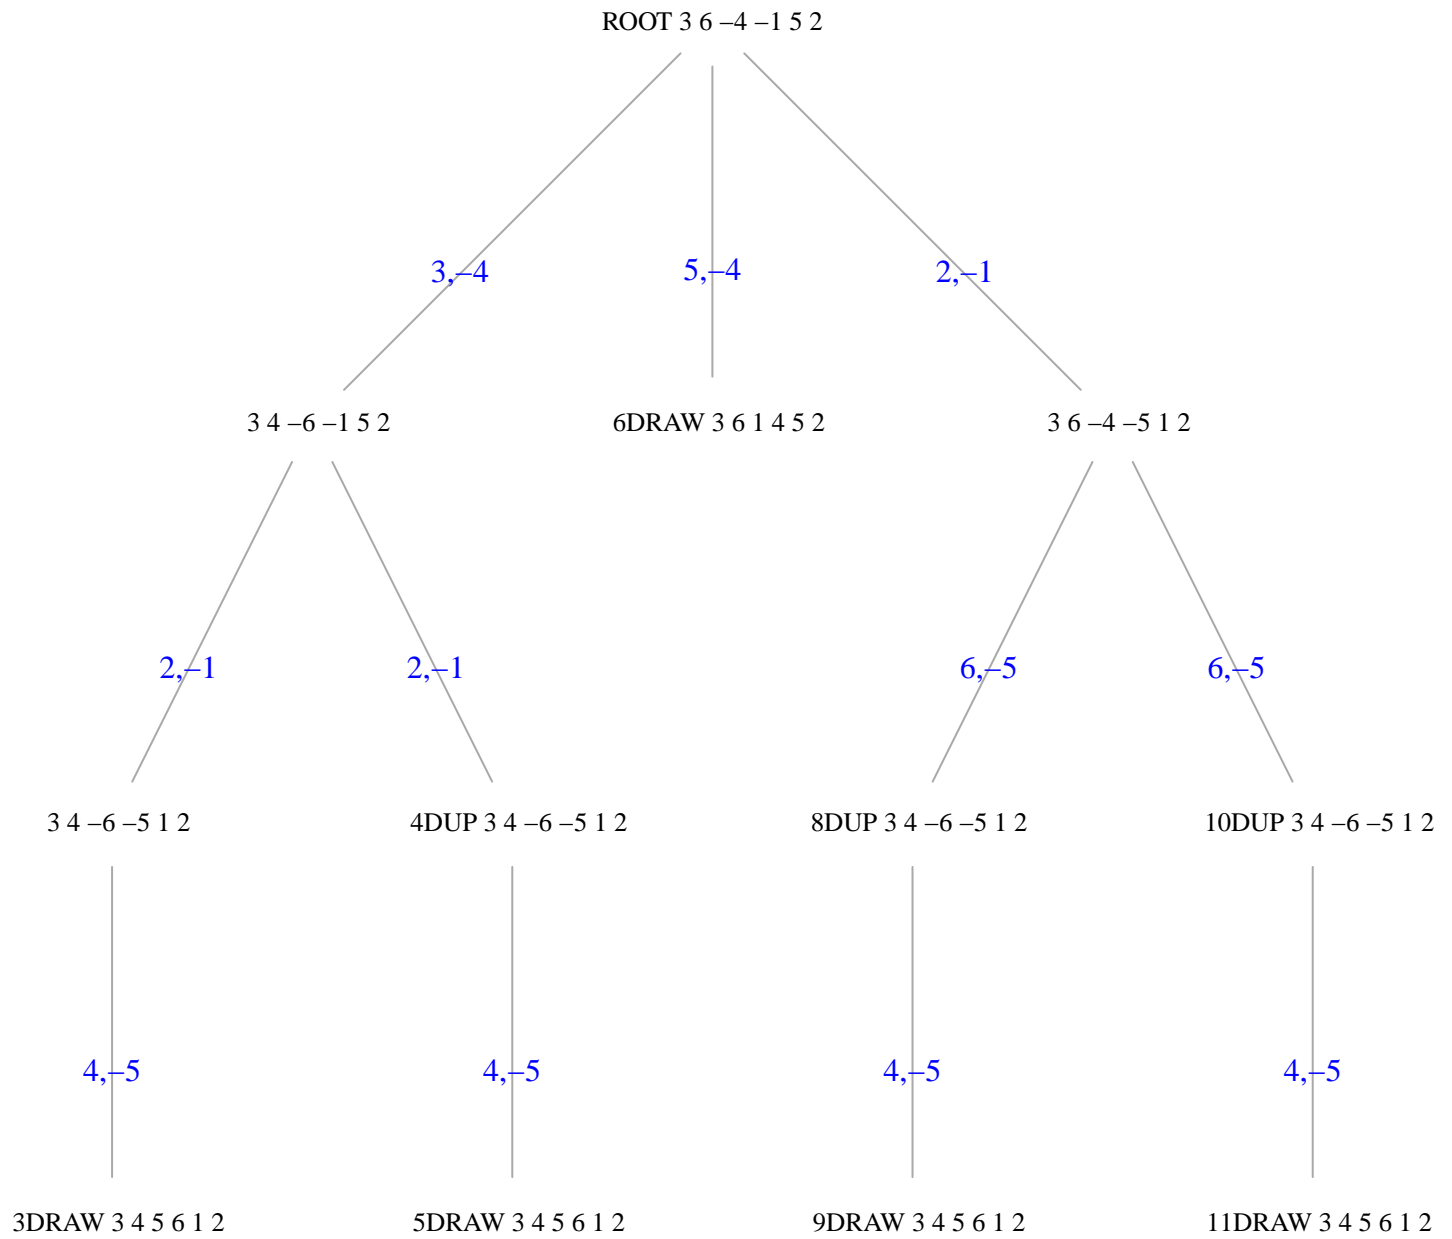 ROOT 3 6 –4 –1 5 2
3,–4
5,–4
2,–1
3 4 –6 –1 5 2
6DRAW 3 6 1 4 5 2
3 6 –4 –5 1 2
2,–1
2,–1
6,–5
6,–5
3 4 –6 –5 1 2
4DUP 3 4 –6 –5 1 2
8DUP 3 4 –6 –5 1 2
10DUP 3 4 –6 –5 1 2
4,–5
4,–5
4,–5
4,–5
3DRAW 3 4 5 6 1 2
5DRAW 3 4 5 6 1 2
9DRAW 3 4 5 6 1 2
11DRAW 3 4 5 6 1 2